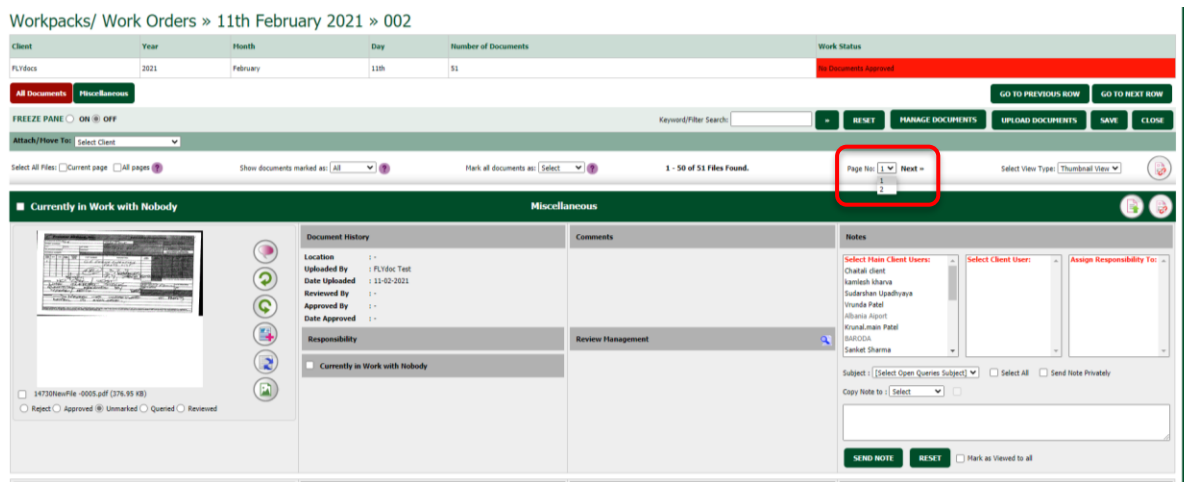 Workpacks/ Work Orders » 11th February 2021 » 002
Client Year Month Day Number of Documents Work Status
FLYdocs 2021 February 11th 51 No Documents Approved
All Documents Miscellaneous GO TO PREVIOUS ROW GO TO NEXT ROW
FREEZE PANE ON OFF Keyword/Filter Search: » RESET MANAGE DOCUMENTS UPLOAD DOCUMENTS SAVE CLOSE
Attach/Move To: Select Client
Select All Files: Current page All pages ? Show documents marked as: All ? Mark all documents as: Select ? 1 - 50 of 51 Files Found. Page No: 1 Next » Select View Type: Thumbnail View
1
2
Currently in Work with Nobody Miscellaneous
Document History Comments Notes
Location : -
Uploaded By : FLYdoc Test
Date Uploaded : 11-02-2021
Reviewed By : -
Approved By : -
Date Approved : -
Responsibility Review Management
Currently in Work with Nobody
Select Main Client Users: Select Client User: Assign Responsibility To:
Chaitali client
kamlesh kharva
Sudarshan Upadhyaya
Vrunda Patel
Albania Aiport
Krunal.main Patel
BARODA
Sanket Sharma
Subject : [Select Open Queries Subject] Select All Send Note Privately
Copy Note to : Select
14730NewFile -0005.pdf (376.95 KB)
Reject Approved Unmarked Queried Reviewed
SEND NOTE RESET Mark as Viewed to all